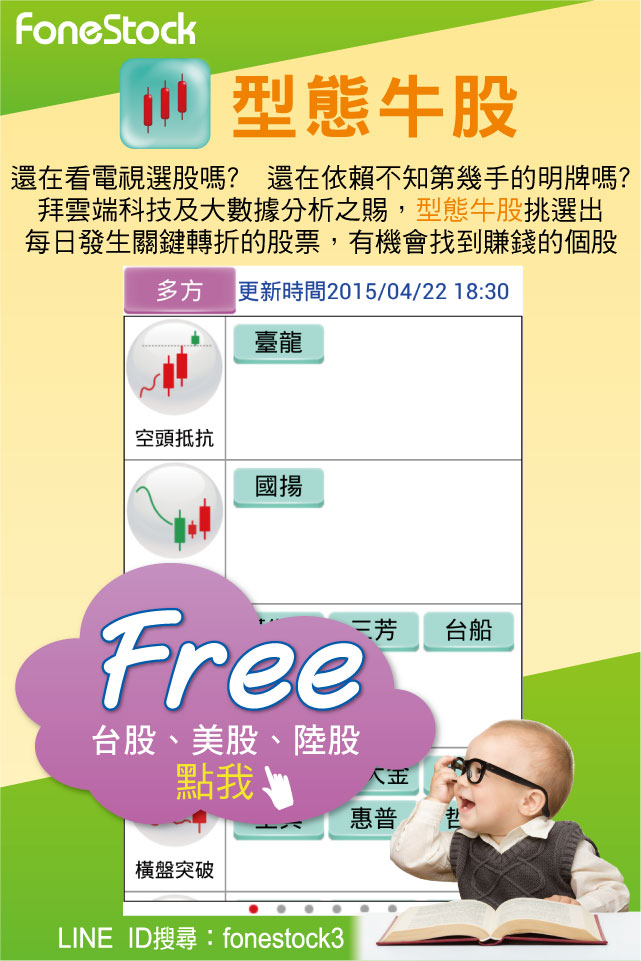 FoneStock
型態牛股
還在看電視選股嗎? 還在依賴不知第幾手的明牌嗎?
拜雲端科技及大數據分析之賜，型態牛股挑選出
每日發生關鍵轉折的股票，有機會找到賺錢的個股
多方 更新時間2015/04/22 18:30
臺龍
空頭抵抗
國揚
三芳 台船
Free
台股、美股、陸股
點我
惠普
橫盤突破
LINE ID搜尋：fonestock3